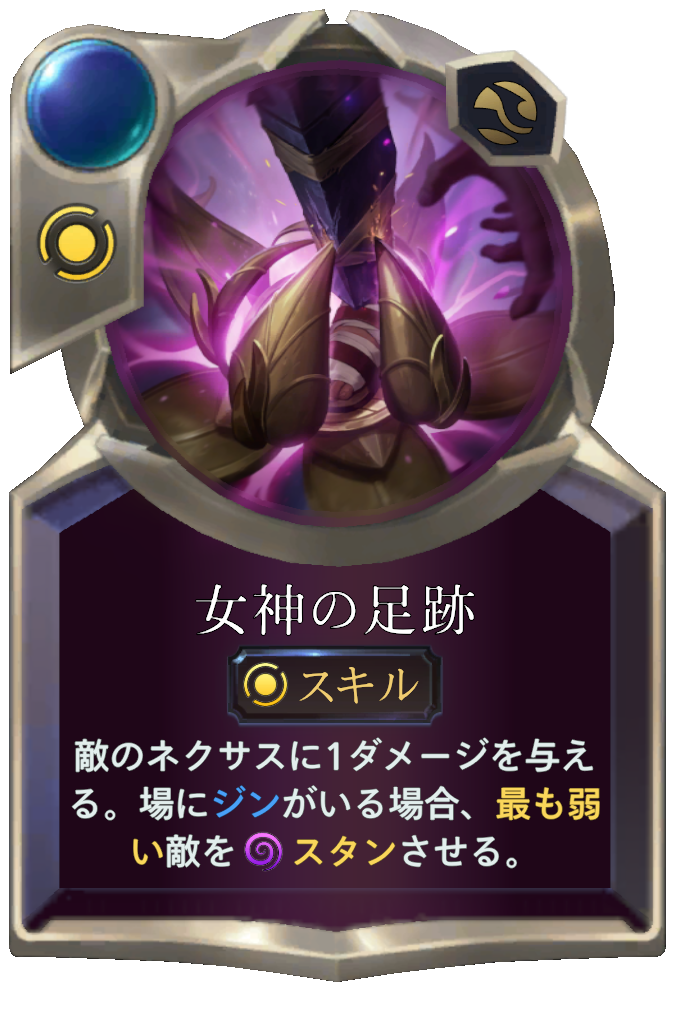 女神の足跡
スキル
敵のネクサスに1ダメージを与え
る。場にジンがいる場合、最も弱
い敵を スタンさせる。